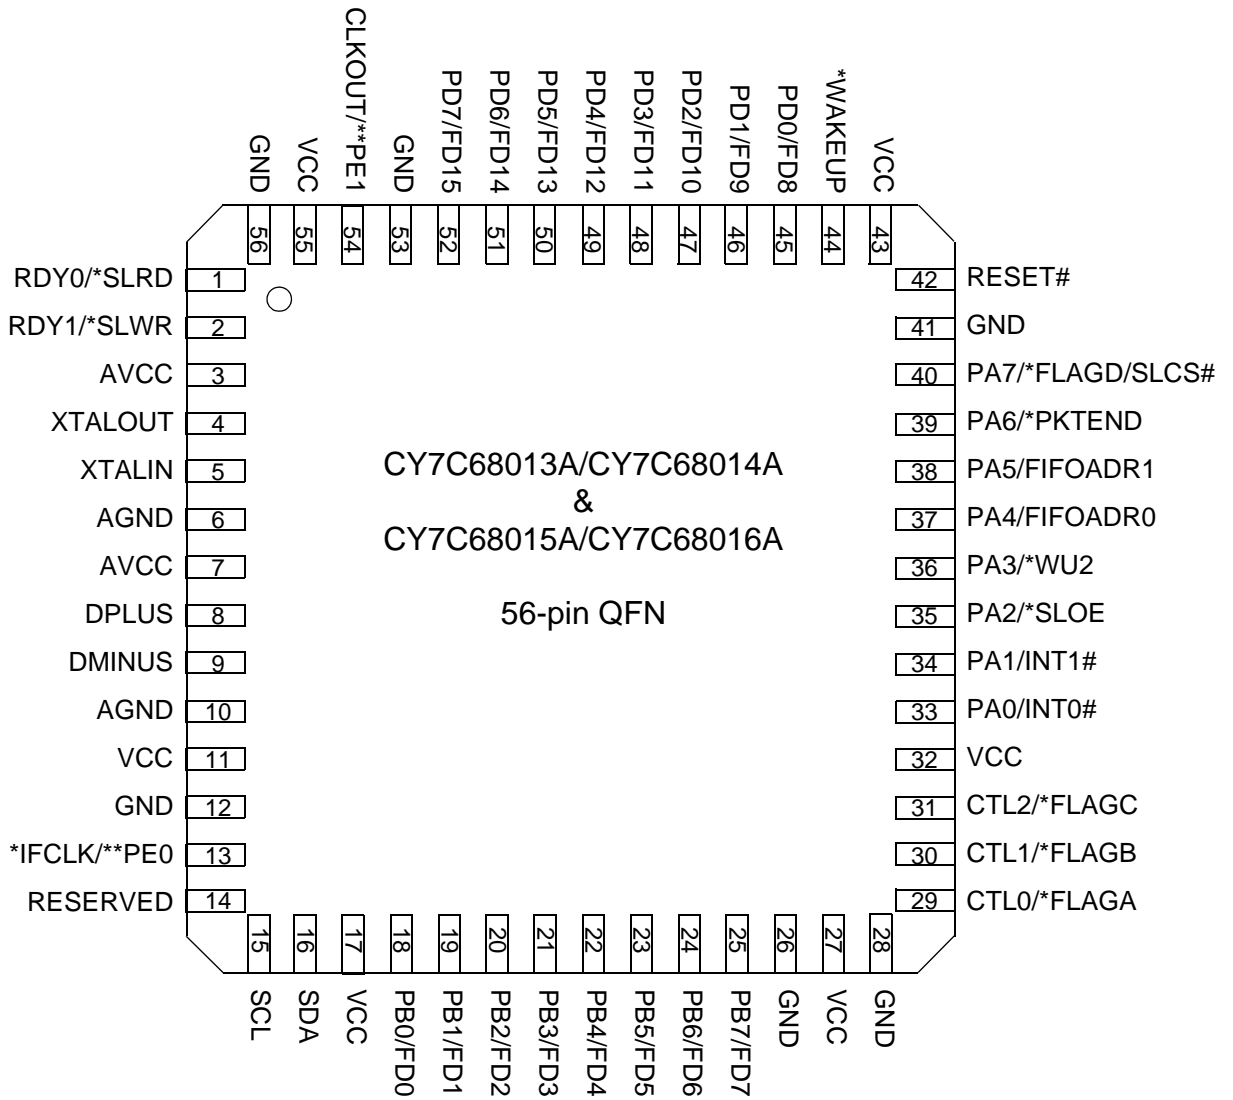 CLKOUT/**PE1
PD7/FD15
PD6/FD14
PD5/FD13
PD4/FD12
PD3/FD11
PD2/FD10
PD1/FD9
PD0/FD8
*WAKEUP
GND
VCC
GND
VCC
56
55
54
53
52
51
50
49
48
47
46
45
44
43
RDY0/*SLRD 1
42 RESET#
RDY1/*SLWR 2
41 GND
AVCC 3
40 PA7/*FLAGD/SLCS#
XTALOUT 4
39 PA6/*PKTEND
XTALIN 5
38 PA5/FIFOADR1
AGND 6
37 PA4/FIFOADR0
AVCC 7
36 PA3/*WU2
DPLUS 8
35 PA2/*SLOE
DMINUS 9
34 PA1/INT1#
AGND 10
33 PA0/INT0#
VCC 11
32 VCC
GND 12
31 CTL2/*FLAGC
*IFCLK/**PE0 13
30 CTL1/*FLAGB
RESERVED 14
29 CTL0/*FLAGA
CY7C68013A/CY7C68014A
&
CY7C68015A/CY7C68016A
56-pin QFN
15
16
17
18
19
20
21
22
23
24
25
26
27
28
SCL
SDA
VCC
PB0/FD0
PB1/FD1
PB2/FD2
PB3/FD3
PB4/FD4
PB5/FD5
PB6/FD6
PB7/FD7
GND
VCC
GND